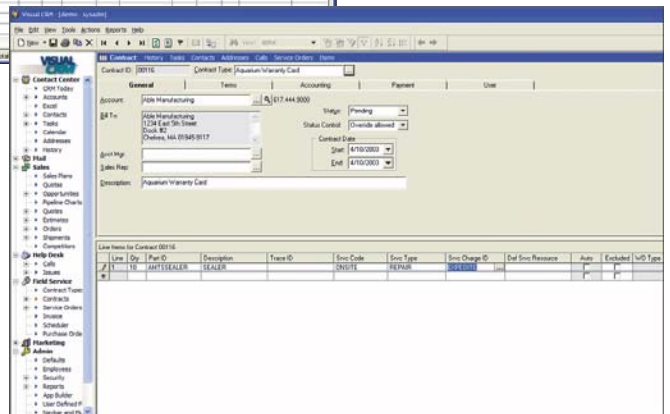 Visual CRM - [demo - sysadm]
File Edit View Tools Actions Reports Help
New
VISUAL CRM
Contact Center
CRM Today
Accounts
Excel
Contacts
Tasks
Calendar
Addresses
History
Mail
Sales
Sales Plans
Quotas
Opportunities
Pipeline Charts
Quotes
Estimates
Orders
Shipments
Competitors
Help Desk
Calls
Issues
Field Service
Contract Types
Contracts
Service Orders
Invoice
Scheduler
Purchase Orde
Marketing
Admin
Defaults
Employees
Security
Reports
App Builder
User Defined F
Contract History Tasks Contacts Addresses Calls Service Orders Items
Contract ID: 00116 Contract Type: Aquarium Warranty Card
General Terms Accounting Payment User
Account: Able Manufacturing 617.444.9000
Bill To: Able Manufacturing
1234 East 5th Street
Dock #2
Chelsea, MA 01945-9117
Status: Pending
Status Control: Override allowed
Contract Date
Start: 4/10/2003
End: 4/10/2003
Acct Mgr:
Sales Rep:
Description: Aquarium Warranty Card
Line Items for Contract 00116
Line Qty Part ID Description Trace ID Srvc Code Srvc Type Srvc Charge ID Def Srvc Resource Auto Excluded WO Type
1 10 AMTSSEALER SEALER ONSITE REPAIR